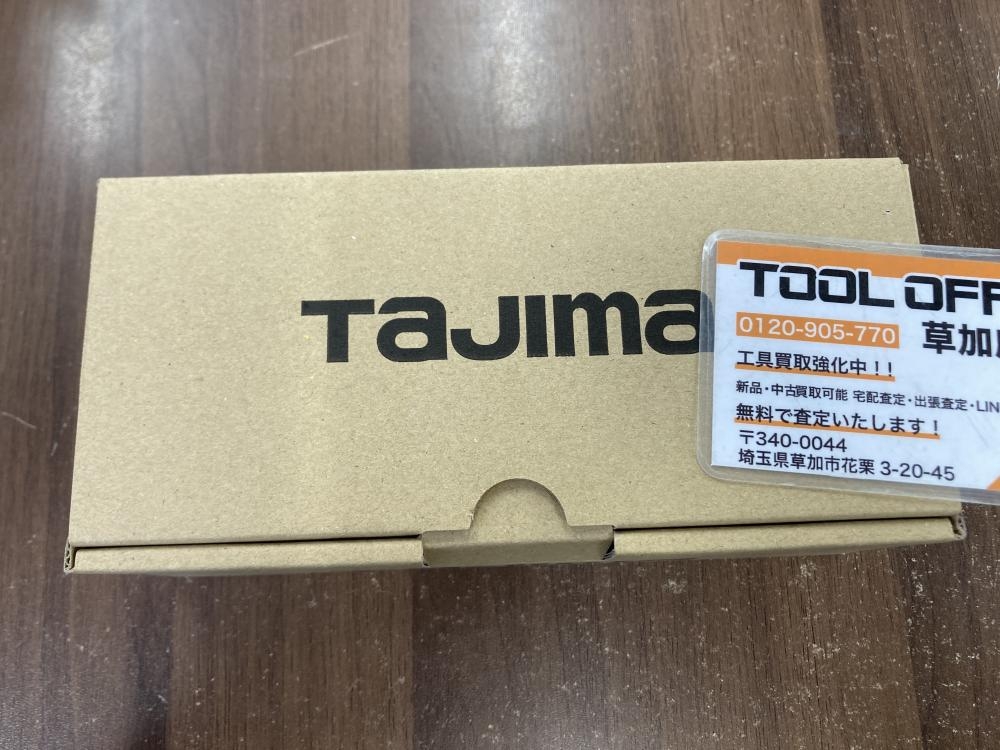 TaJima
TOOL OFF
0120-905-770
草加
工具買取強化中!!
新品・中古買取可能 宅配査定・出張査定・LIN
無料で査定いたします!
〒340-0044
埼玉県草加市花栗 3-20-45